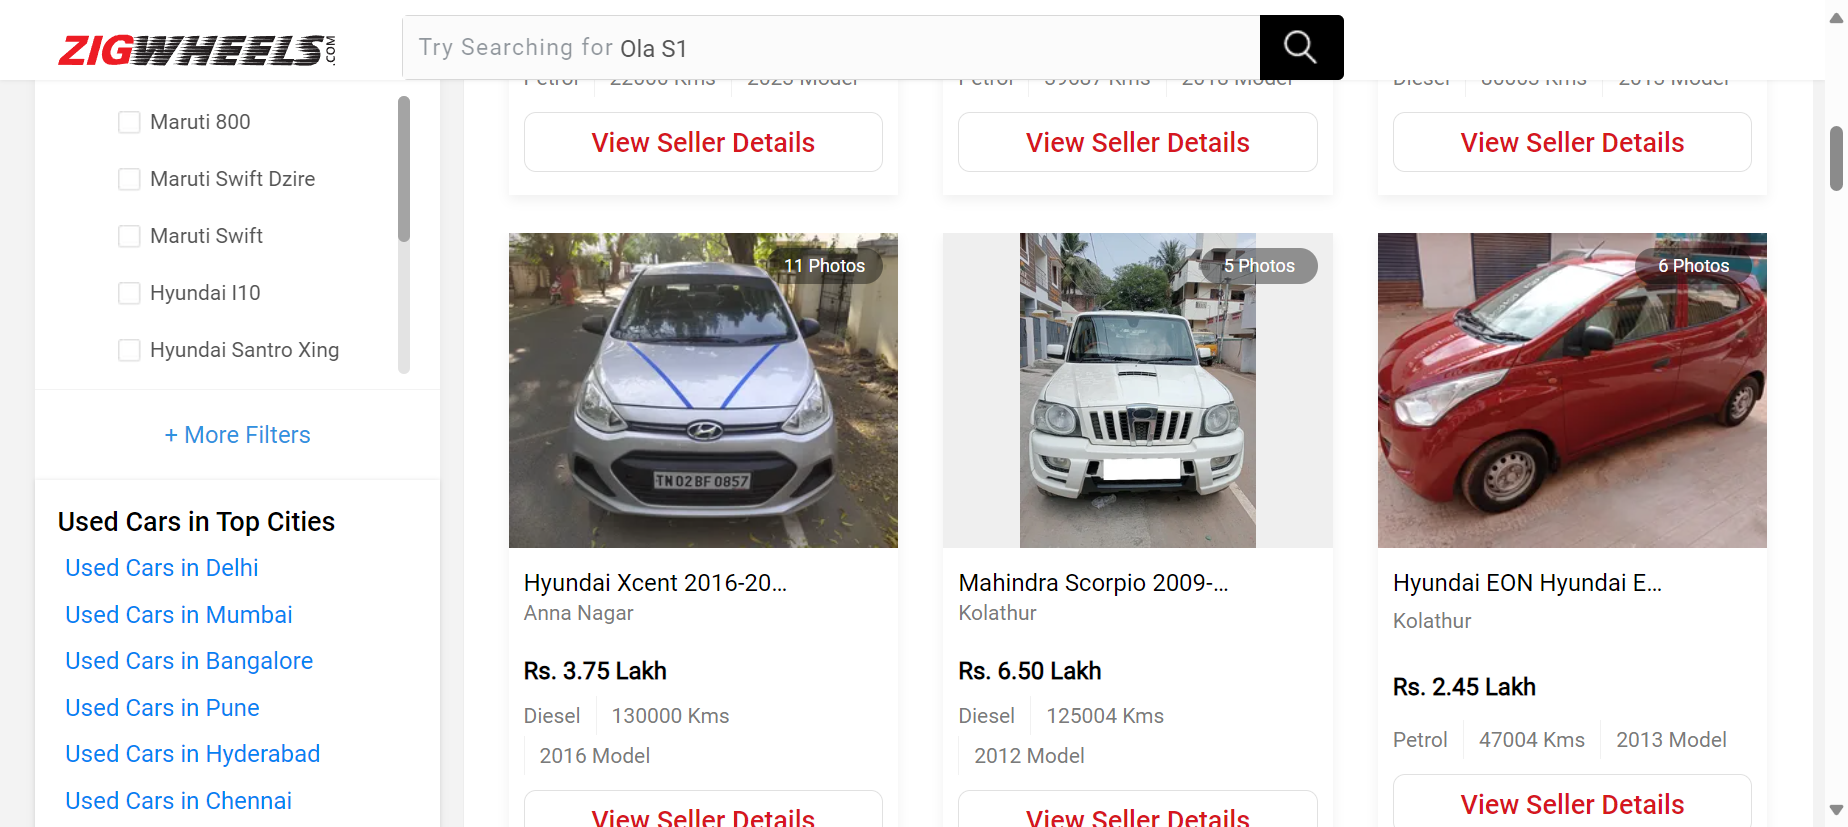 ZIGWHEELS.COM
Try Searching for Ola S1
Maruti 800
Maruti Swift Dzire
Maruti Swift
Hyundai I10
Hyundai Santro Xing
+ More Filters
Used Cars in Top Cities
Used Cars in Delhi
Used Cars in Mumbai
Used Cars in Bangalore
Used Cars in Pune
Used Cars in Hyderabad
Used Cars in Chennai
Petrol
2023 Model
Petrol
Diesel
View Seller Details
View Seller Details
View Seller Details
11 Photos
TN 02 BF 0857
Hyundai Xcent 2016-20...
Anna Nagar
Rs. 3.75 Lakh
Diesel
130000 Kms
2016 Model
View Seller Details
5 Photos
Mahindra Scorpio 2009-...
Kolathur
Rs. 6.50 Lakh
Diesel
125004 Kms
2012 Model
View Seller Details
6 Photos
Hyundai EON Hyundai E...
Kolathur
Rs. 2.45 Lakh
Petrol
47004 Kms
2013 Model
View Seller Details